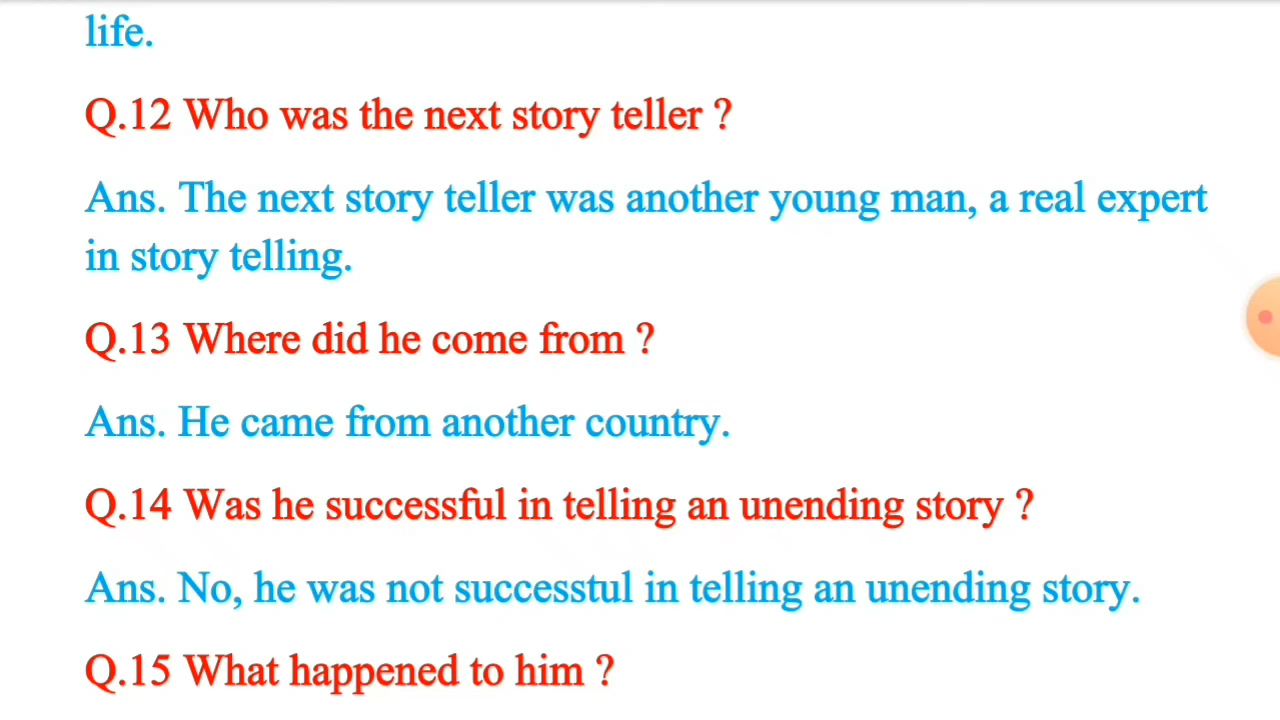 life.
Q.12 Who was the next story teller ?
Ans. The next story teller was another young man, a real expert
in story telling.
Q.13 Where did he come from ?
Ans. He came from another country.
Q.14 Was he successful in telling an unending story ?
Ans. No, he was not successtul in telling an unending story.
Q.15 What happened to him ?